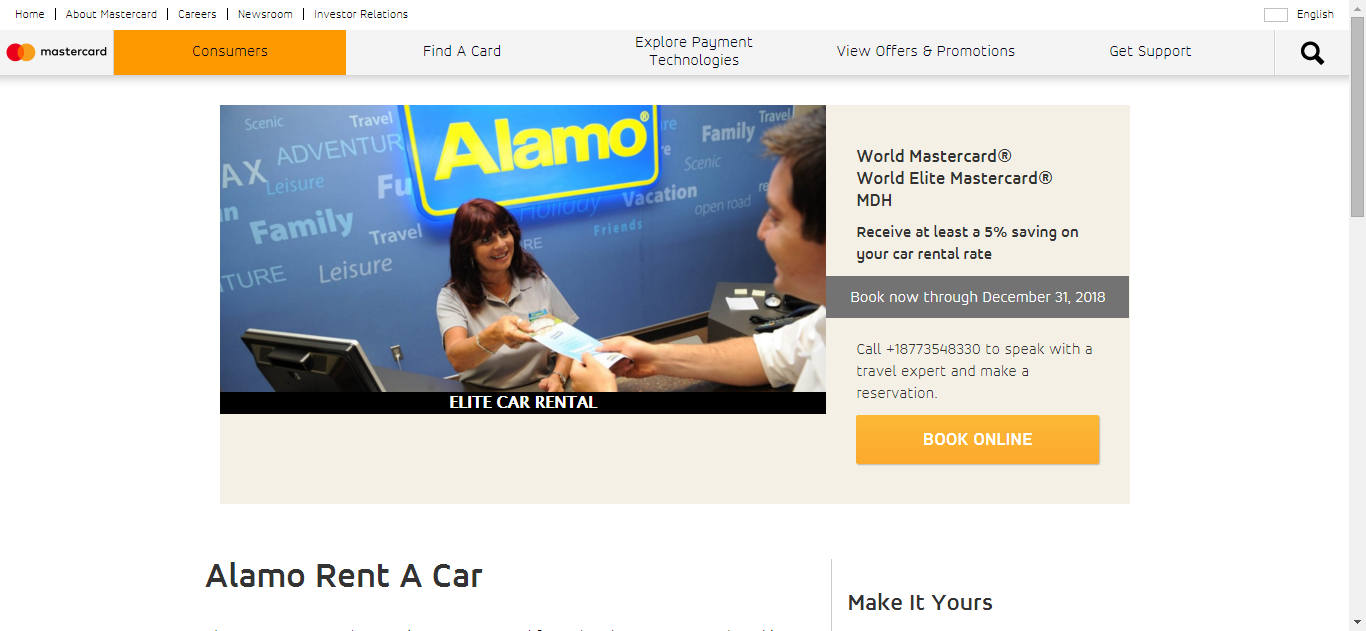 Home
About Mastercard
Careers
Newsroom
Investor Relations
English
mastercard
Consumers
Find A Card
Explore Payment
Technologies
View Offers & Promotions
Get Support
Scenic
Travel
ADVENTUR
AX
Leisure
Fu
Family
Travel
Leisure
TURE
Alamo®
Family
Travel
Scenic
Vacation
Holiday
open road
Friends
ELITE CAR RENTAL
World Mastercard®
World Elite Mastercard®
MDH
Receive at least a 5% saving on
your car rental rate
Book now through December 31, 2018
Call +18773548330 to speak with a
travel expert and make a
reservation.
BOOK ONLINE
Alamo Rent A Car
Make It Yours